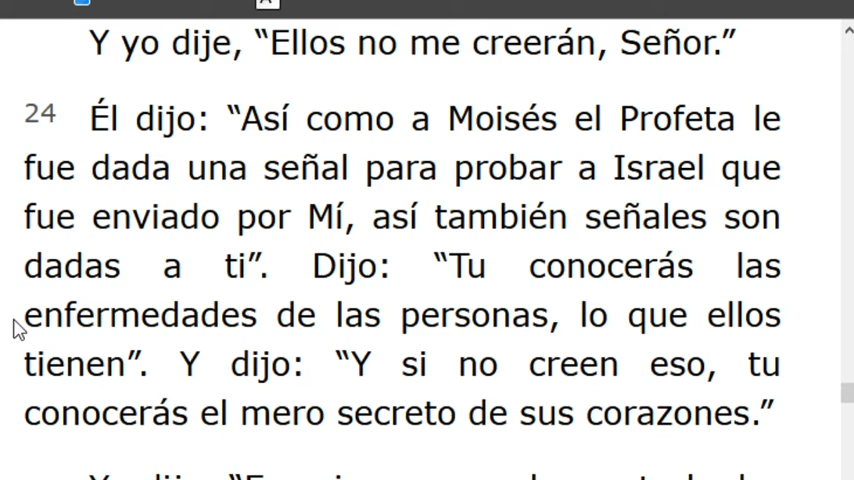 Y yo dije, “Ellos no me creerán, Señor.”
24 Él dijo: “Así como a Moisés el Profeta le
fue dada una señal para probar a Israel que
fue enviado por Mí, así también señales son
dadas a ti”. Dijo: “Tu conocerás las
enfermedades de las personas, lo que ellos
tienen”. Y dijo: “Y si no creen eso, tu
conocerás el mero secreto de sus corazones.”